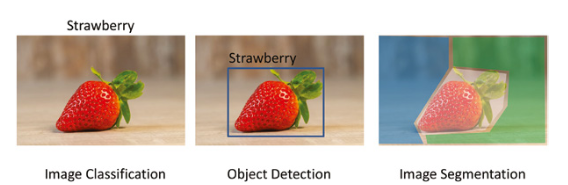 Strawberry
Strawberry
Image Classification
Object Detection
Image Segmentation